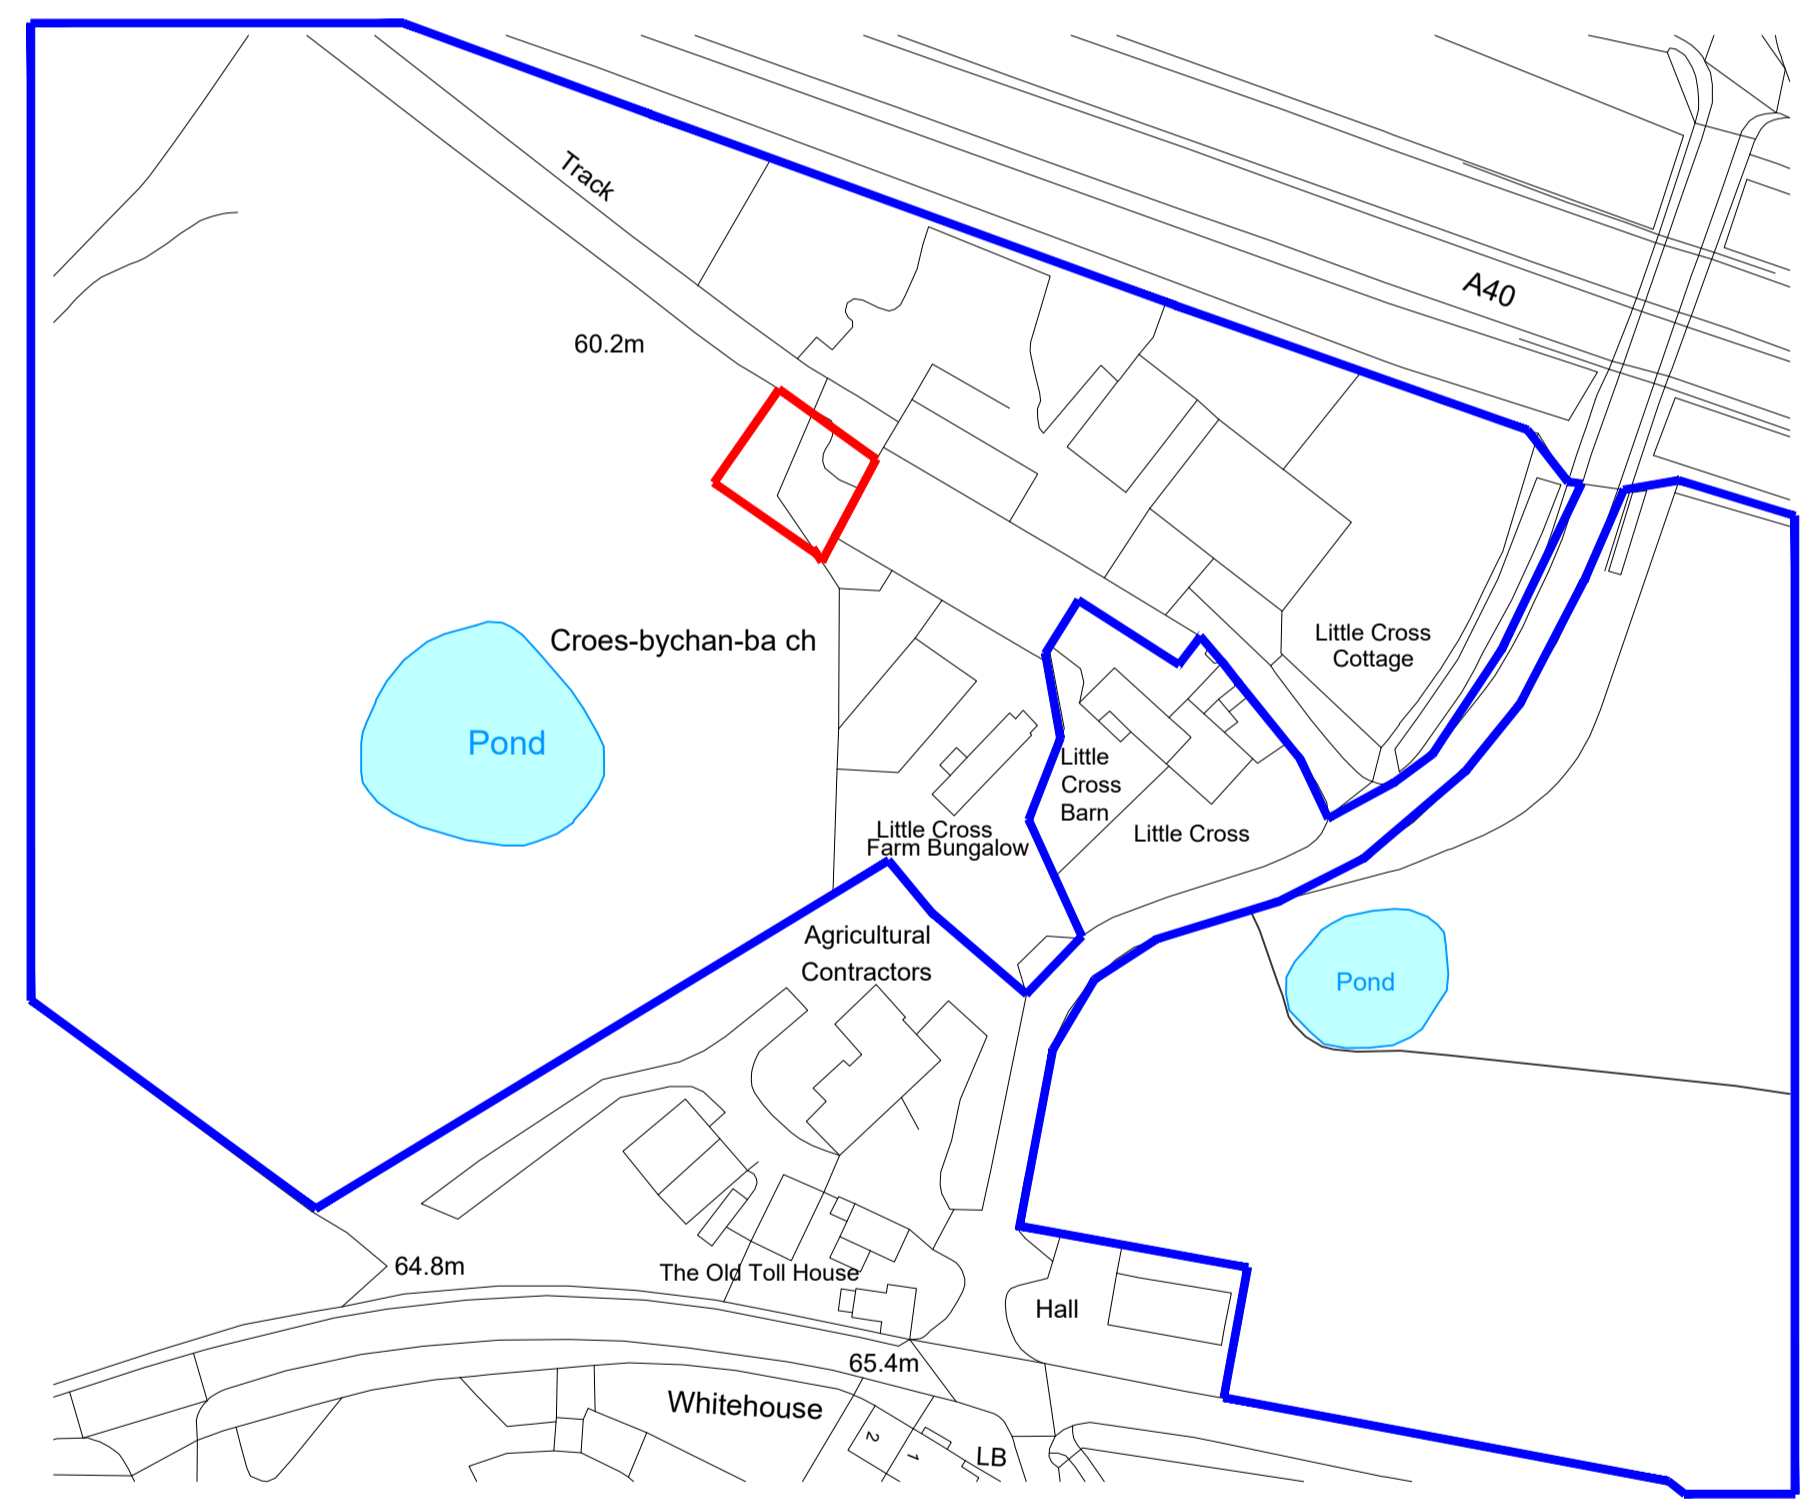 Track
A40
60.2m
Croes-bychan-ba ch
Little Cross
Cottage
Pond
Little
Cross
Barn
Little Cross
Farm Bungalow
Little Cross
Agricultural
Contractors
Pond
64.8m
The Old Toll House
Hall
65.4m
Whitehouse
2
1
LB